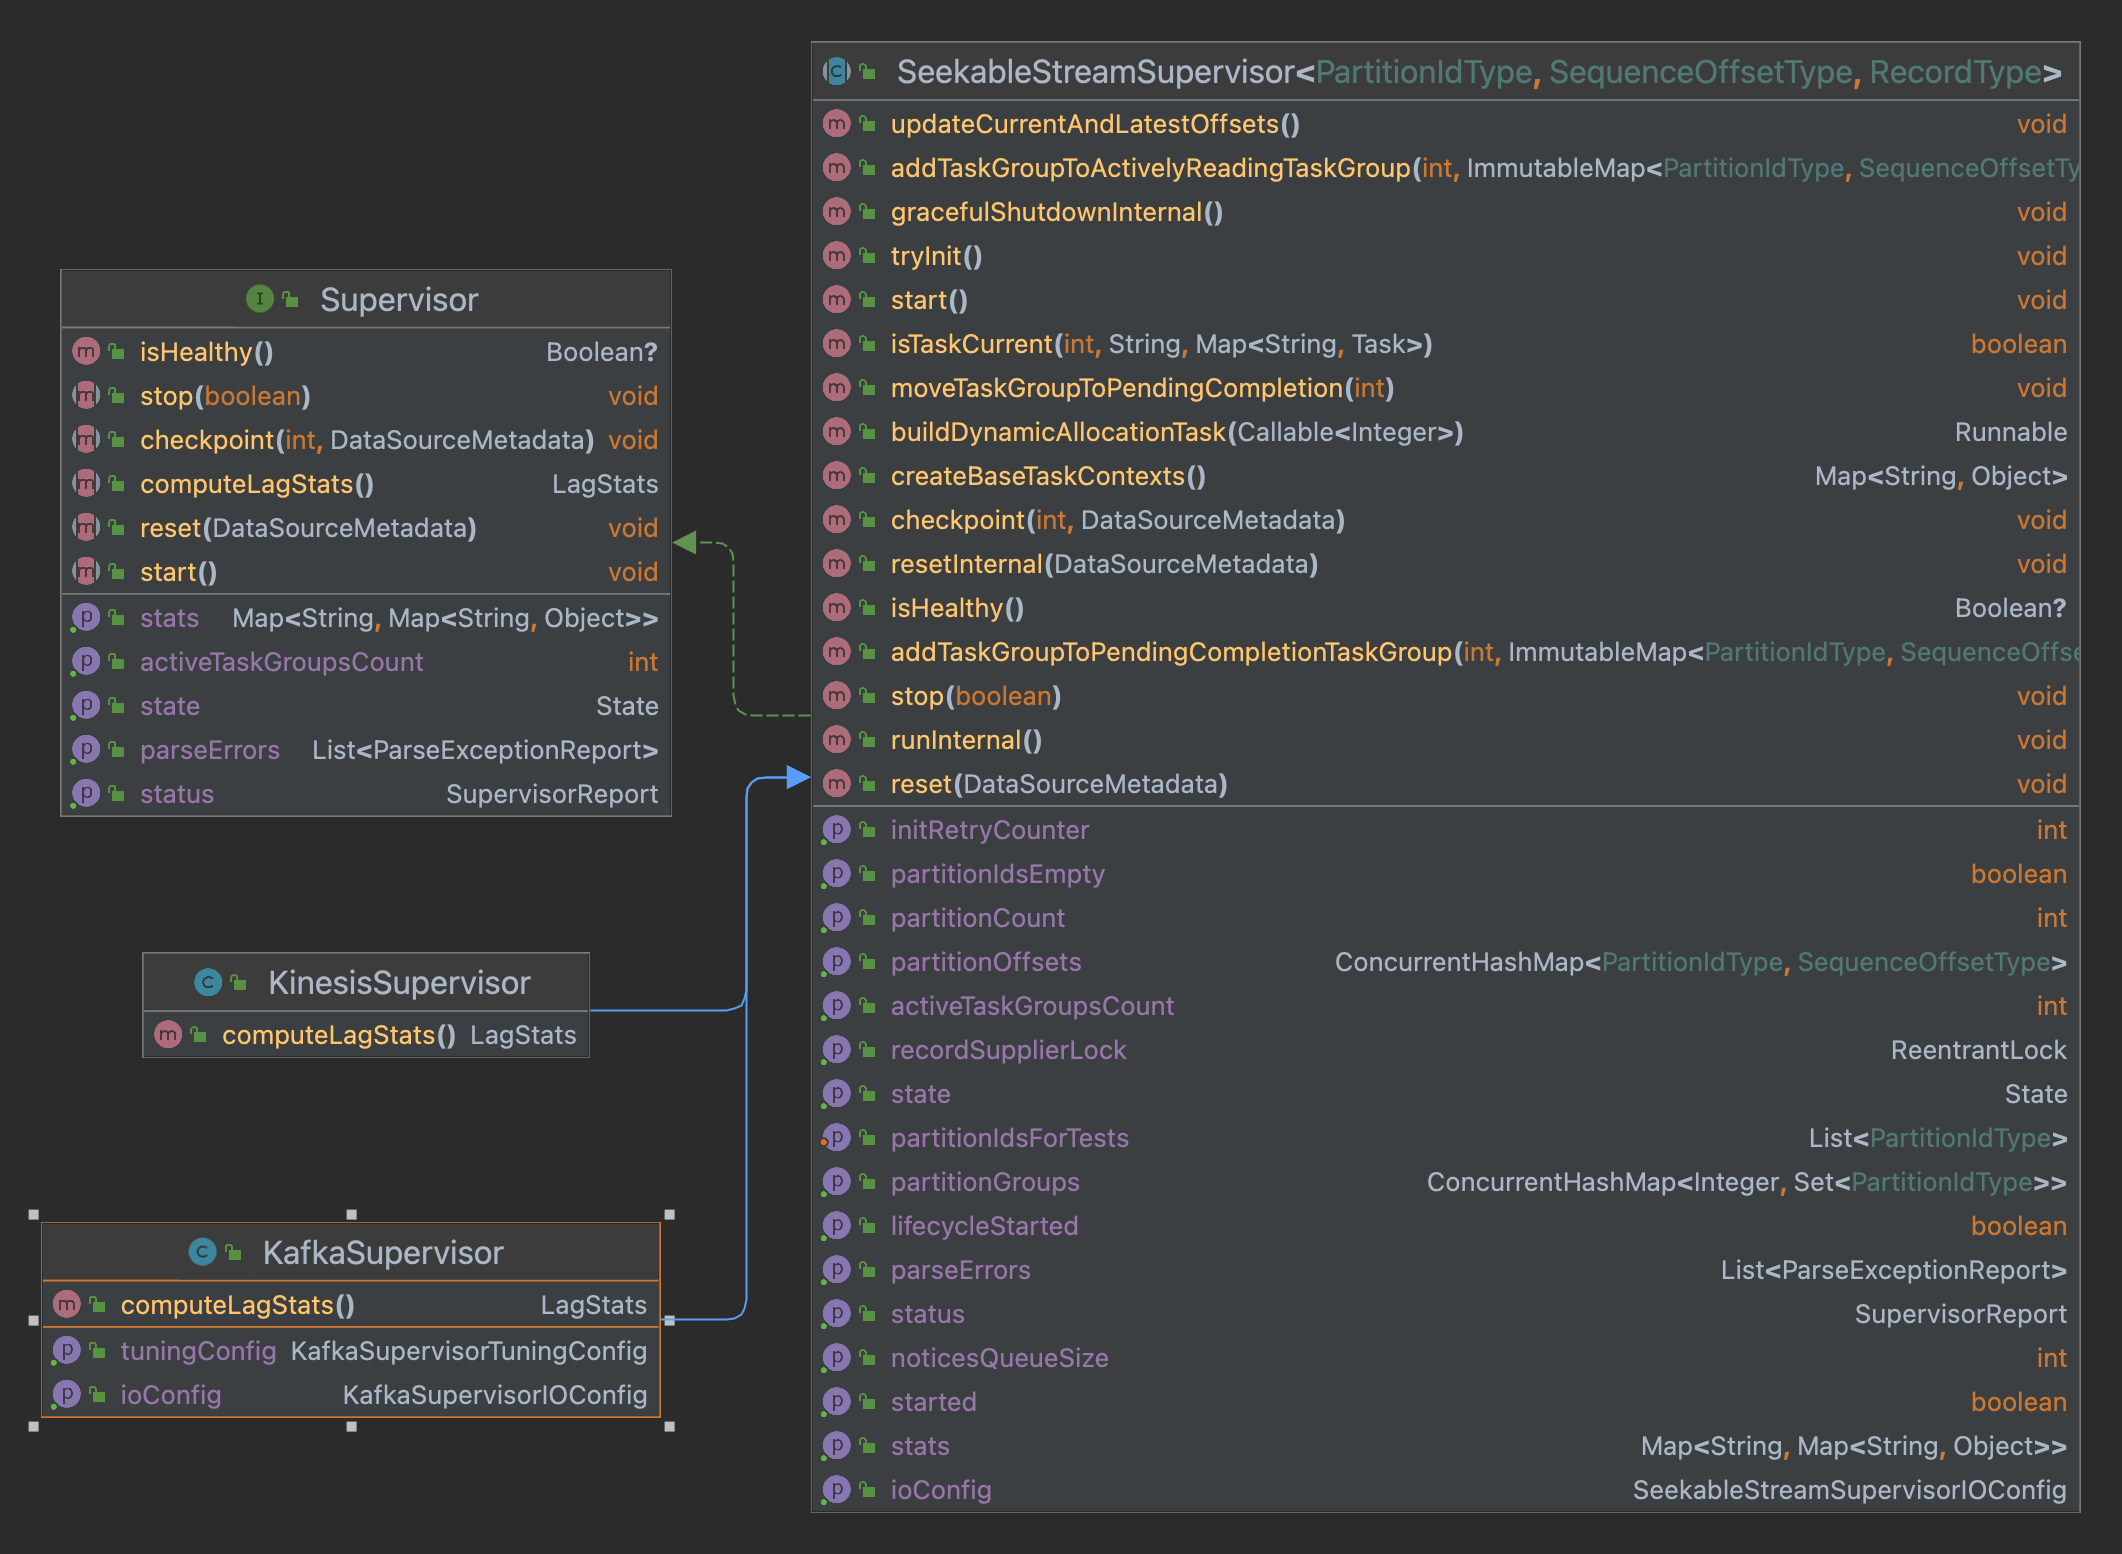 Supervisor
isHealthy() Boolean?
stop(boolean) void
checkpoint(int, DataSourceMetadata) void
computeLagStats() LagStats
reset(DataSourceMetadata) void
start() void
stats Map<String, Map<String, Object>>
activeTaskGroupsCount int
state State
parseErrors List<ParseExceptionReport>
status SupervisorReport
KinesisSupervisor
computeLagStats() LagStats
KafkaSupervisor
computeLagStats() LagStats
tuningConfig KafkaSupervisorTuningConfig
ioConfig KafkaSupervisorIOConfig
SeekableStreamSupervisor<PartitionIdType, SequenceOffsetType, RecordType>
updateCurrentAndLatestOffsets() void
addTaskGroupToActivelyReadingTaskGroup(int, ImmutableMap<PartitionIdType, SequenceOffsetTy
gracefulShutdownInternal() void
tryInit() void
start() void
isTaskCurrent(int, String, Map<String, Task>) boolean
moveTaskGroupToPendingCompletion(int) void
buildDynamicAllocationTask(Callable<Integer>) Runnable
createBaseTaskContexts() Map<String, Object>
checkpoint(int, DataSourceMetadata) void
resetInternal(DataSourceMetadata) void
isHealthy() Boolean?
addTaskGroupToPendingCompletionTaskGroup(int, ImmutableMap<PartitionIdType, SequenceOffse
stop(boolean) void
runInternal() void
reset(DataSourceMetadata) void
initRetryCounter int
partitionIdsEmpty boolean
partitionCount int
partitionOffsets ConcurrentHashMap<PartitionIdType, SequenceOffsetType>
activeTaskGroupsCount int
recordSupplierLock ReentrantLock
state State
partitionIdsForTests List<PartitionIdType>
partitionGroups ConcurrentHashMap<Integer, Set<PartitionIdType>>
lifecycleStarted boolean
parseErrors List<ParseExceptionReport>
status SupervisorReport
noticesQueueSize int
started boolean
stats Map<String, Map<String, Object>>
ioConfig SeekableStreamSupervisorIOConfig